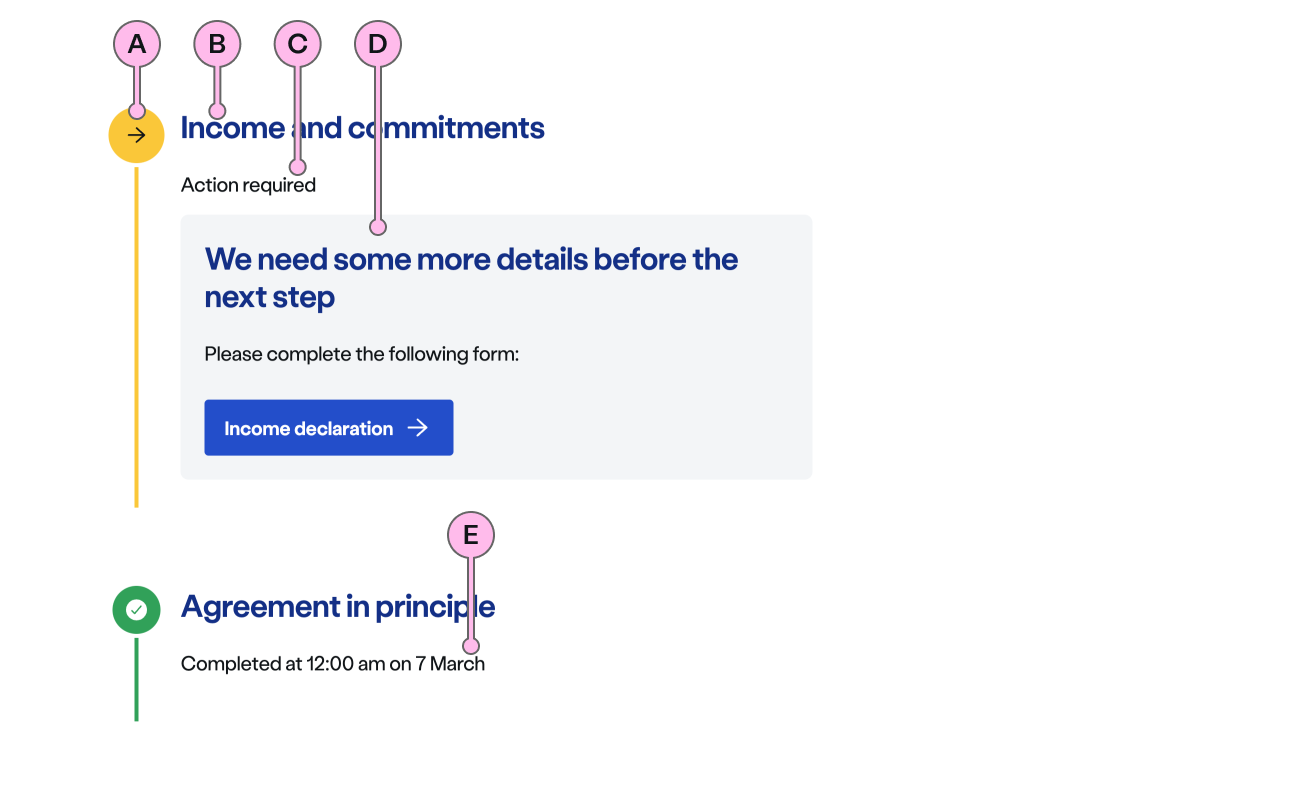 A B C D
Income and commitments
Action required
We need some more details before the
next step
Please complete the following form:
Income declaration
E
Agreement in principle
Completed at 12:00 am on 7 March